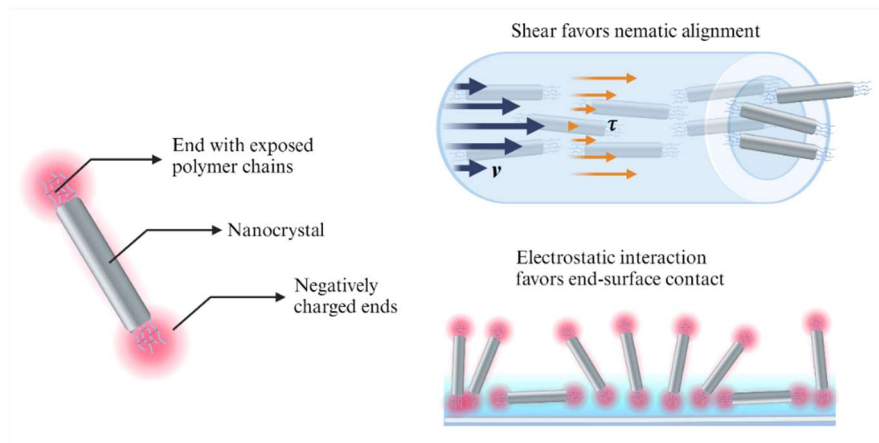 Shear favors nematic alignment
End with exposed
polymer chains
Nanocrystal
Negatively
charged ends
τ
v
Electrostatic interaction
favors end-surface contact